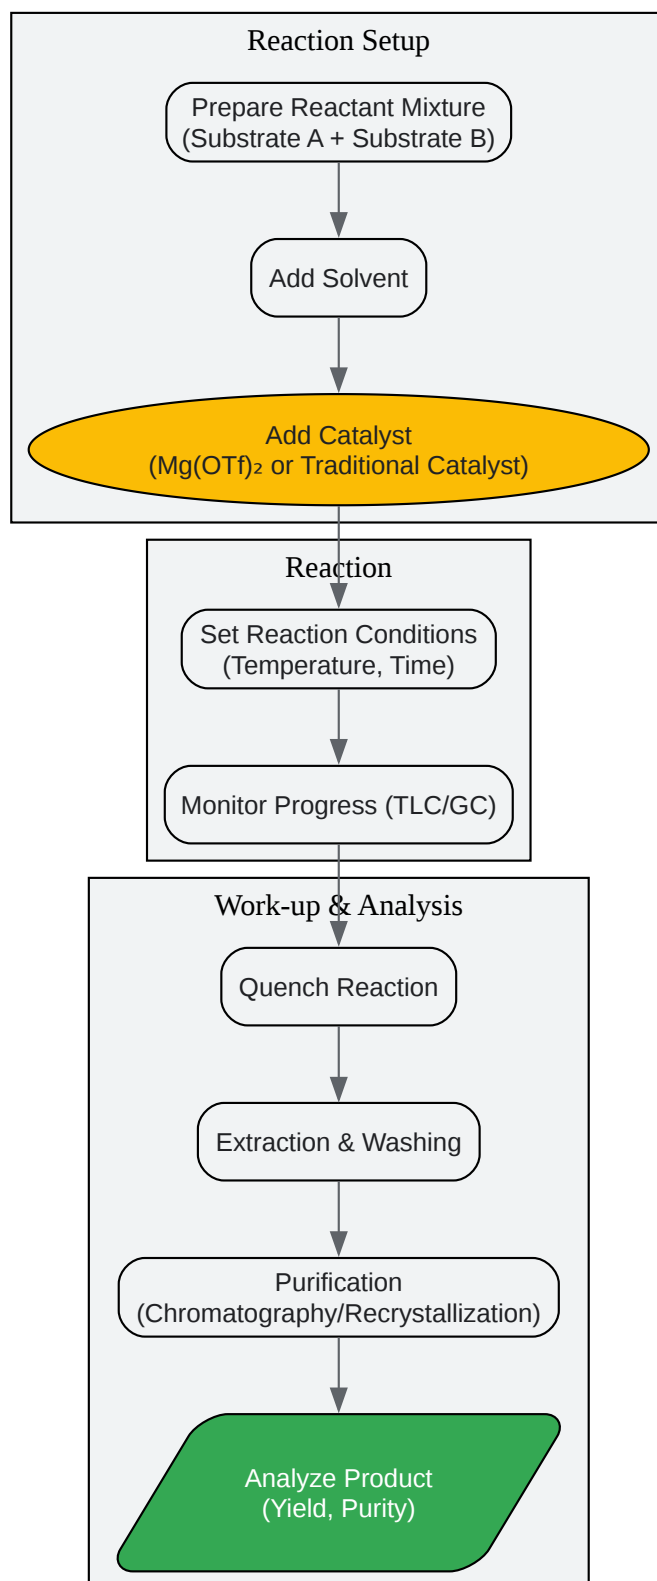 Reaction Setup
Prepare Reactant Mixture
(Substrate A + Substrate B)
Add Solvent
Add Catalyst
(Mg(OTf)₂ or Traditional Catalyst)
Reaction
Set Reaction Conditions
(Temperature, Time)
Monitor Progress (TLC/GC)
Work-up & Analysis
Quench Reaction
Extraction & Washing
Purification
(Chromatography/Recrystallization)
Analyze Product
(Yield, Purity)